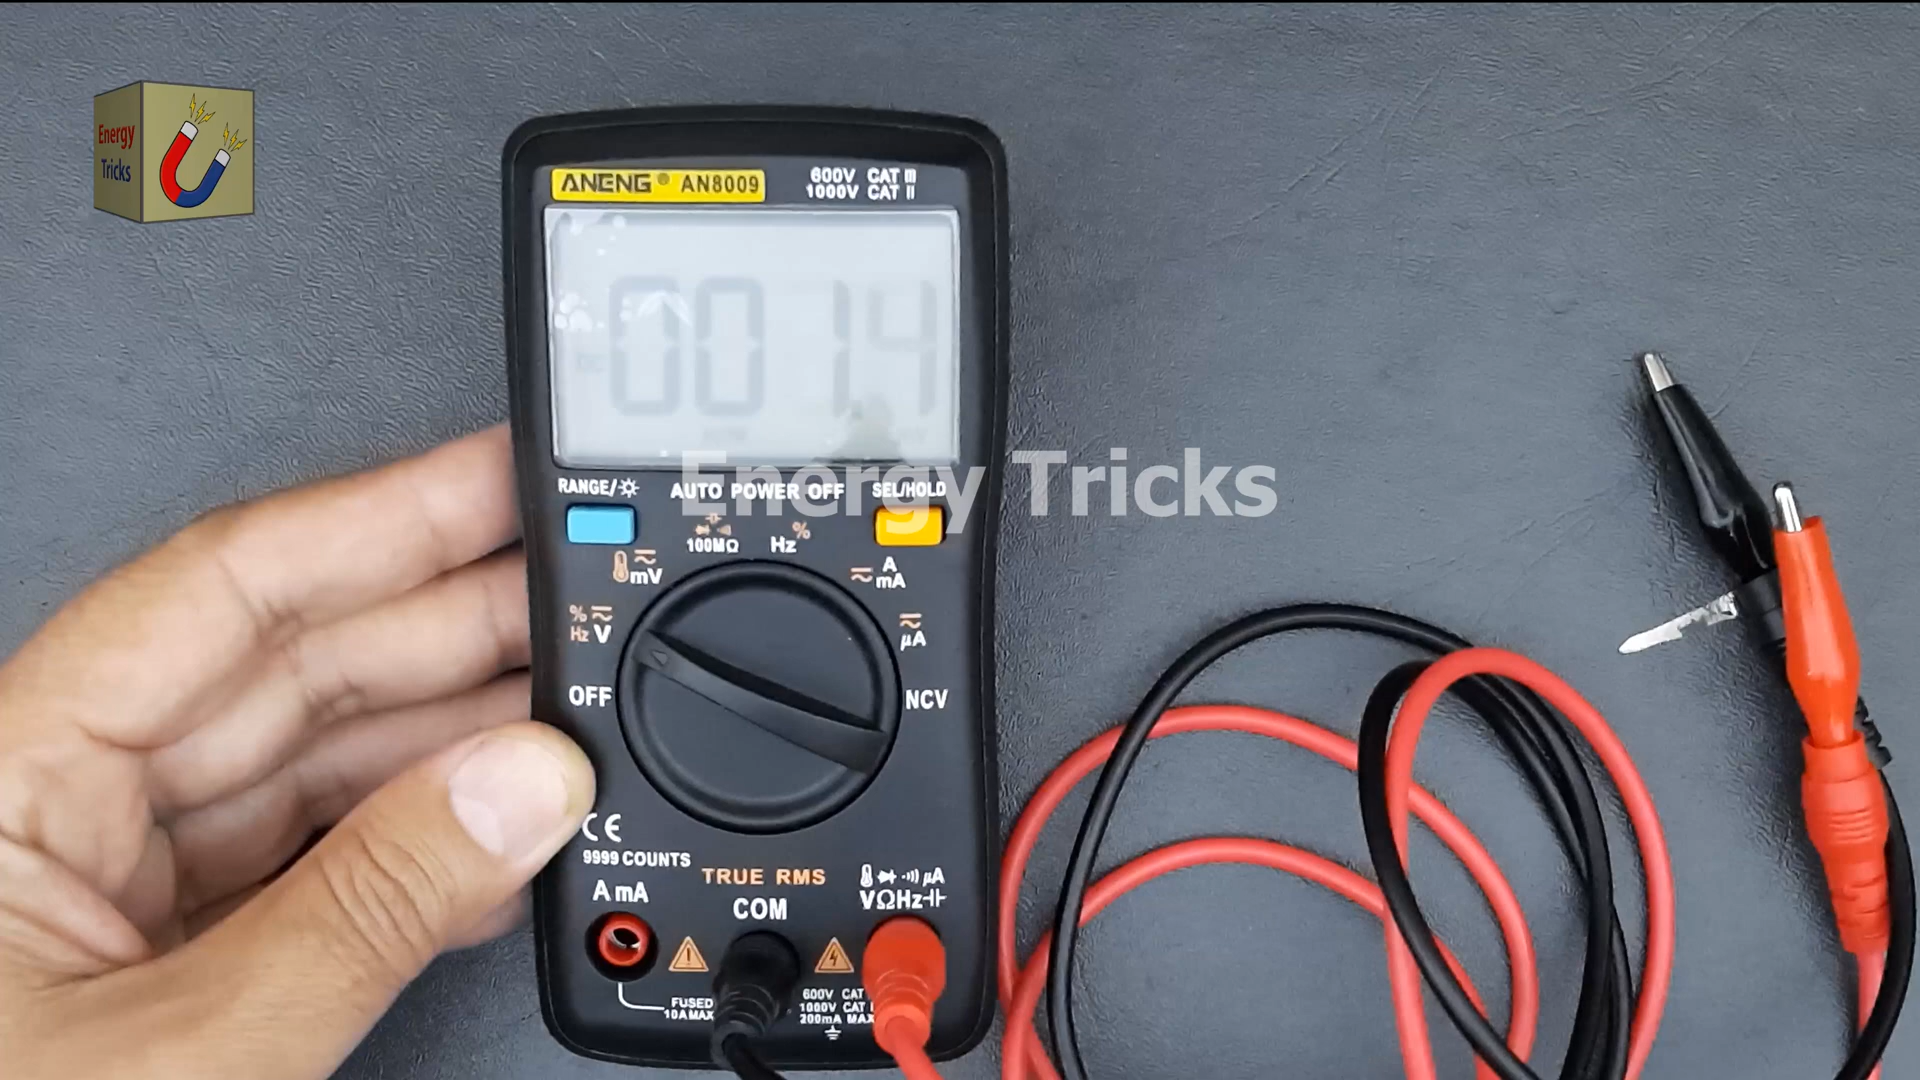 Energy
Tricks
ANENG® AN8009
600V CAT III
1000V CAT II
001.4
Energy Tricks
RANGE/
AUTO POWER OFF
SEL/HOLD
100MΩ
Hz %
mV
A
mA
% Hz V
µA
OFF
NCV
CE
9999 COUNTS
TRUE RMS
µA
A mA
COM
VΩHz
FUSED
10A MAX
600V CAT
1000V CAT
200mA MAX